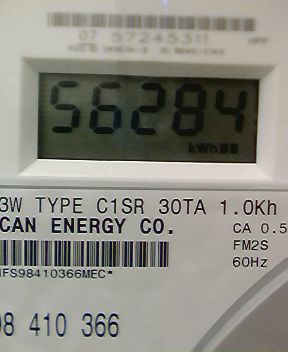 07 57245311
56284
kWh
3W TYPE C1SR 30TA 1.0Kh
CAN ENERGY CO.
CA 0.5
FM2S
60Hz
NFS98410366MEC*
98 410 366